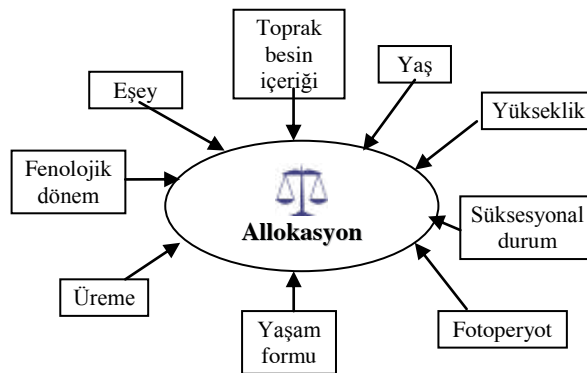 Toprak
besin
içeriği
Yaş
Eşey
Yükseklik
Fenolojik
dönem
Allokasyon
Süksesyonal
durum
Üreme
Yaşam
formu
Fotoperyot